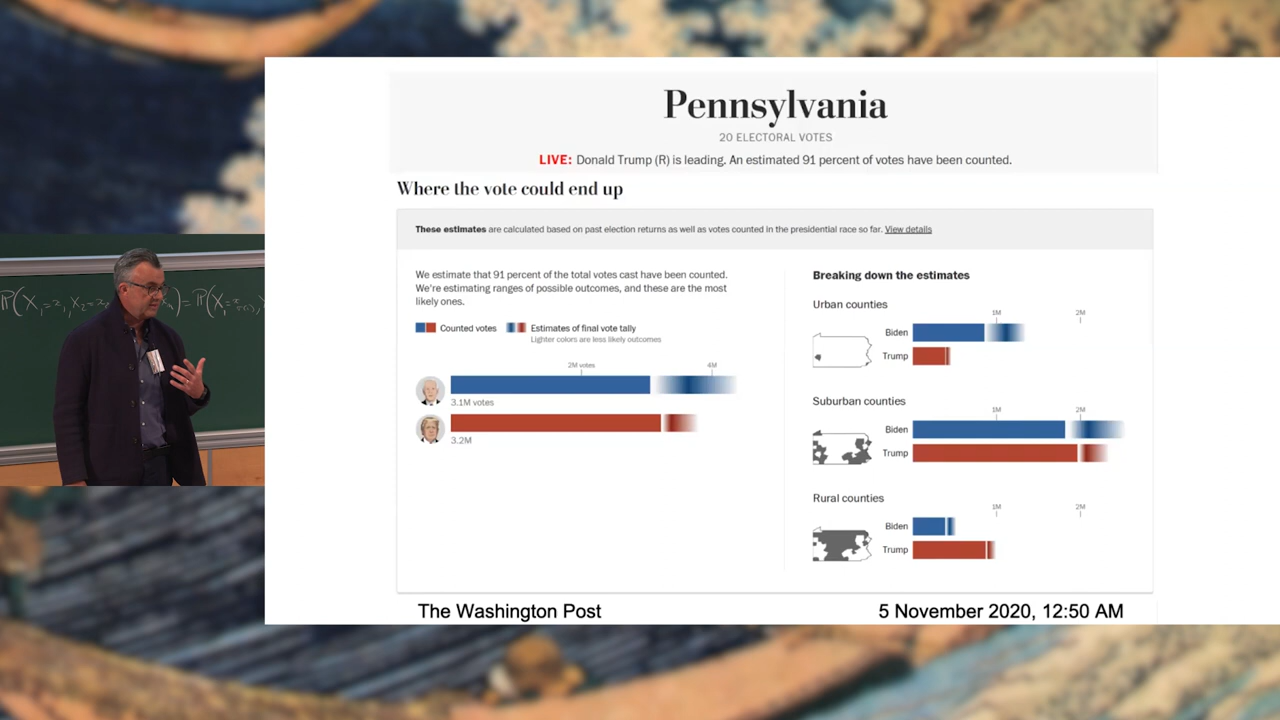 Pennsylvania
20 ELECTORAL VOTES
LIVE: Donald Trump (R) is leading. An estimated 91 percent of votes have been counted.
Where the vote could end up
These estimates are calculated based on past election returns as well as votes counted in the presidential race so far. View details
We estimate that 91 percent of the total votes cast have been counted.
We're estimating ranges of possible outcomes, and these are the most
likely ones.
Counted votes
Estimates of final vote tally
Lighter colors are less likely outcomes
2M votes
4M
3.1M votes
3.2M
Breaking down the estimates
Urban counties
1M
2M
Biden
Trump
Suburban counties
1M
2M
Biden
Trump
Rural counties
1M
2M
Biden
Trump
The Washington Post
5 November 2020, 12:50 AM